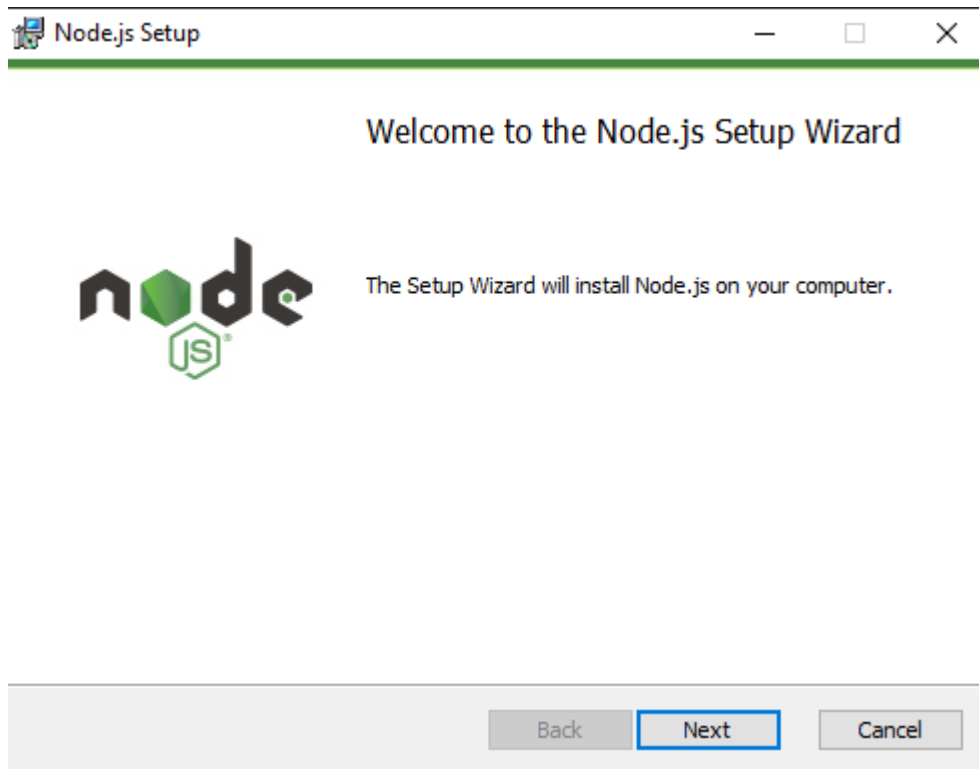 Node.js Setup
Welcome to the Node.js Setup Wizard
node
JS®
The Setup Wizard will install Node.js on your computer.
Back
Next
Cancel